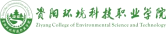 资阳环境科技职业学院
Ziyang College of Environmental Science and Technology